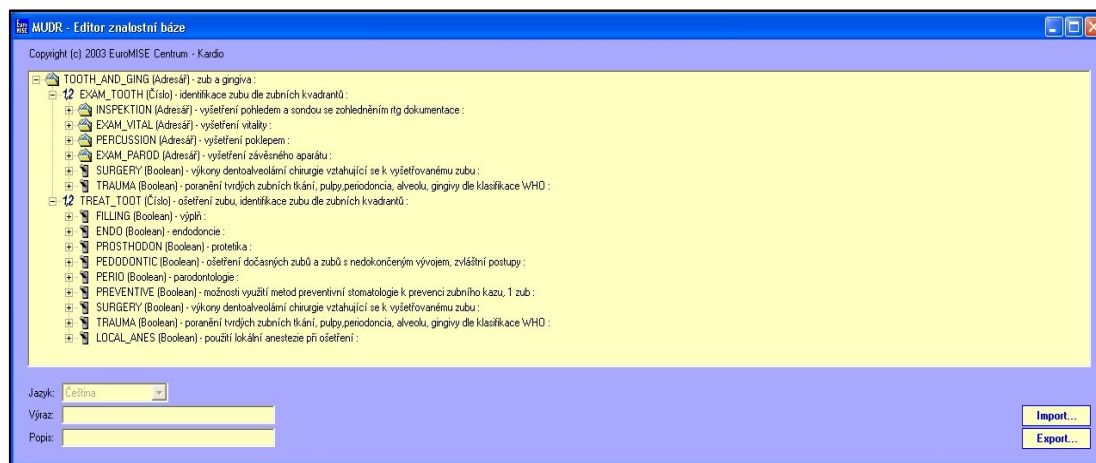 Euro MISE MUDR - Editor znalostní báze
Copyright (c) 2003 EuroMISE Centrum - Kardio
TOOTH_AND_GING (Adresář) - zub a gingiva :
1,2 EXAM_TOOTH (Číslo) - identifikace zubu dle zubních kvadrantů :
INSPEKTION (Adresář) - vyšetření pohledem a sondou se zohledněním rtg dokumentace :
EXAM_VITAL (Adresář) - vyšetření vitality :
PERCUSSION (Adresář) - vyšetření poklepem :
EXAM_PAROD (Adresář) - vyšetření závěsného aparátu :
SURGERY (Boolean) - výkony dentoalveolární chirurgie vztahující se k vyšetřovanému zubu :
TRAUMA (Boolean) - poranění tvrdých zubních tkání, pulpy,periodoncia, alveolu, gingivy dle klasifikace WHO :
1,2 TREAT_TOOT (Číslo) - ošetření zubu, identifikace zubu dle zubních kvadrantů :
FILLING (Boolean) - výplň :
ENDO (Boolean) - endodoncie :
PROSTHODON (Boolean) - protetika :
PEDODONTIC (Boolean) - ošetření dočasných zubů a zubů s nedokončeným vývojem, zvláštní postupy :
PERIO (Boolean) - parodontologie :
PREVENTIVE (Boolean) - možnosti využití metod preventivní stomatologie k prevenci zubního kazu, 1 zub :
SURGERY (Boolean) - výkony dentoalveolární chirurgie vztahující se k vyšetřovanému zubu :
TRAUMA (Boolean) - poranění tvrdých zubních tkání, pulpy,periodoncia, alveolu, gingivy dle klasifikace WHO :
LOCAL_ANES (Boolean) - použití lokální anestezie při ošetření :
Jazyk: Čeština
Výraz:
Import...
Popis:
Export...